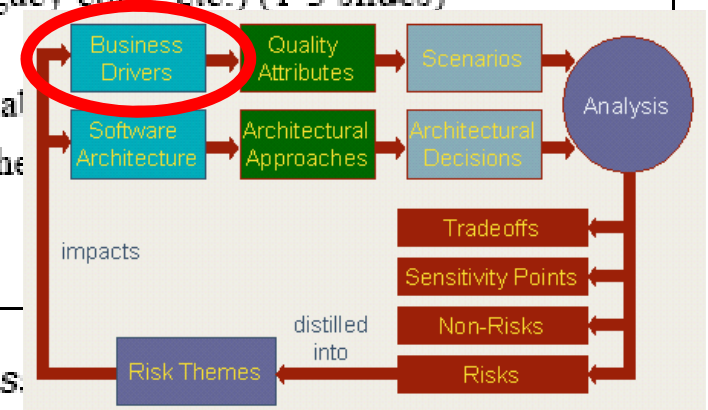 Business
Drivers
Quality
Attributes
Scenarios
Analysis
Software
Architecture
Architectural
Approaches
Architectural
Decisions
Tradeoffs
impacts
Sensitivity Points
distilled
into
Non-Risks
Risk Themes
Risks